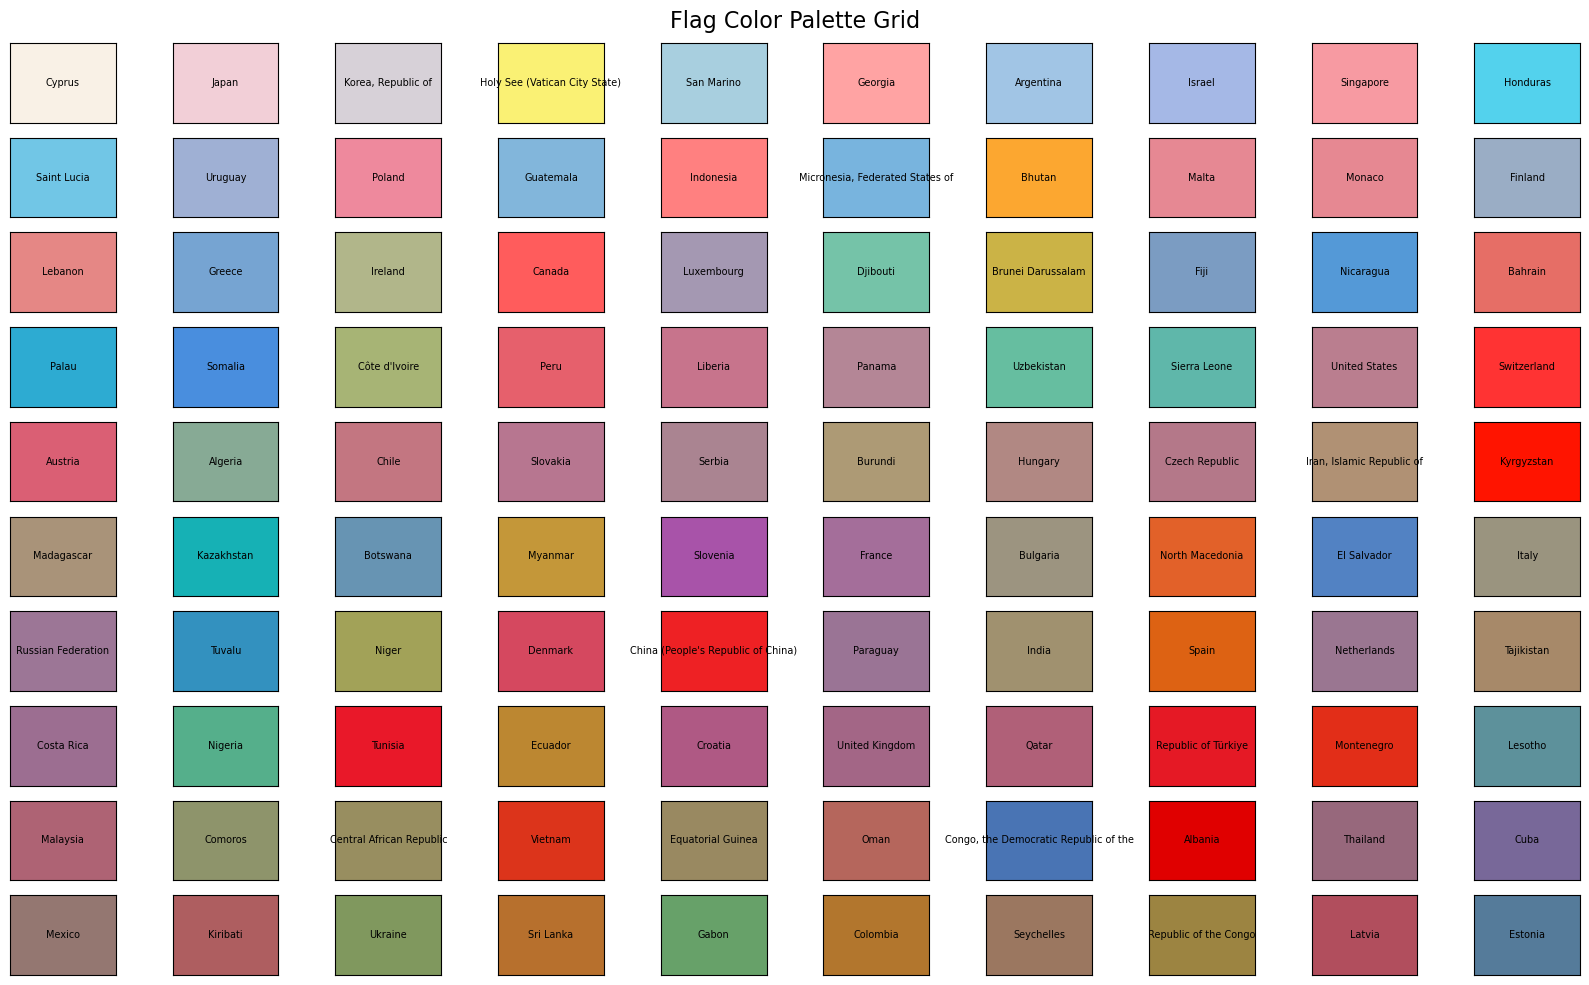 Flag Color Palette Grid
Cyprus
Japan
Korea, Republic of
Holy See (Vatican City State)
San Marino
Georgia
Argentina
Israel
Singapore
Honduras
Saint Lucia
Uruguay
Poland
Guatemala
Indonesia
Micronesia, Federated States of
Bhutan
Malta
Monaco
Finland
Lebanon
Greece
Ireland
Canada
Luxembourg
Djibouti
Brunei Darussalam
Fiji
Nicaragua
Bahrain
Palau
Somalia
Côte d'Ivoire
Peru
Liberia
Panama
Uzbekistan
Sierra Leone
United States
Switzerland
Austria
Algeria
Chile
Slovakia
Serbia
Burundi
Hungary
Czech Republic
Iran, Islamic Republic of
Kyrgyzstan
Madagascar
Kazakhstan
Botswana
Myanmar
Slovenia
France
Bulgaria
North Macedonia
El Salvador
Italy
Russian Federation
Tuvalu
Niger
Denmark
China (People's Republic of China)
Paraguay
India
Spain
Netherlands
Tajikistan
Costa Rica
Nigeria
Tunisia
Ecuador
Croatia
United Kingdom
Qatar
Republic of Türkiye
Montenegro
Lesotho
Malaysia
Comoros
Central African Republic
Vietnam
Equatorial Guinea
Oman
Congo, the Democratic Republic of the
Albania
Thailand
Cuba
Mexico
Kiribati
Ukraine
Sri Lanka
Gabon
Colombia
Seychelles
Republic of the Congo
Latvia
Estonia